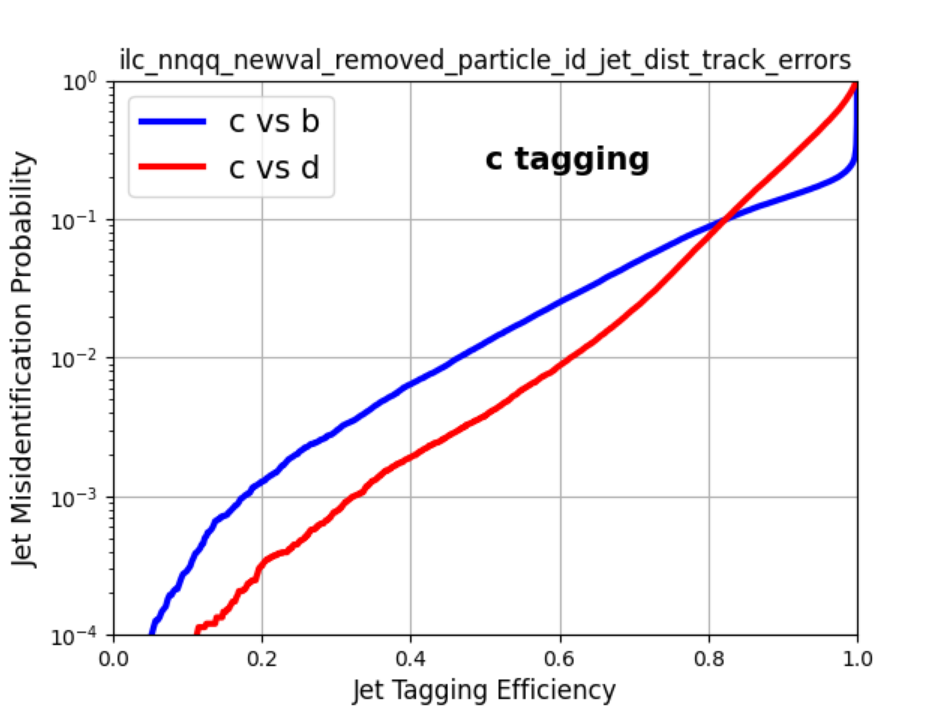 ilc_nnqq_newval_removed_particle_id_jet_dist_track_errors
c vs b
c vs d
c tagging
Jet Misidentification Probability
10⁰
10⁻¹
10⁻²
10⁻³
10⁻⁴
0.0 0.2 0.4 0.6 0.8 1.0
Jet Tagging Efficiency